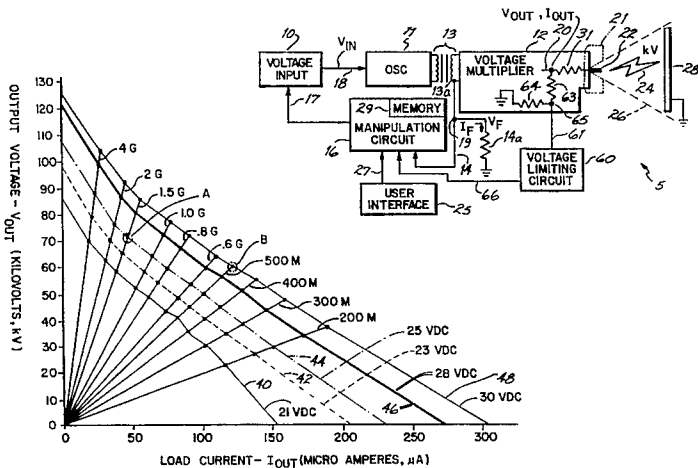 VOUT, IOUT
10
VIN
11
13
12
20
31
21
22
VOLTAGE INPUT
18
OSC
13a
VOLTAGE MULTIPLIER
kV
28
64
63
65
24
17
29
MEMORY
MANIPULATION CIRCUIT
IF
VF
19
14a
16
14
61
26
60
27
VOLTAGE LIMITING CIRCUIT
USER INTERFACE
66
25
5
OUTPUT VOLTAGE - VOUT (KILOVOLTS, kV)
130
120
110
100
90
80
70
60
50
40
30
20
10
0
4 G
2 G
1.5 G
A
1.0 G
.8 G
.6 G
B
500 M
400 M
300 M
200 M
25 VDC
23 VDC
44
42
40
28 VDC
48
46
30 VDC
21 VDC
0 50 100 150 200 250 300
LOAD CURRENT - IOUT (MICRO AMPERES, µA)